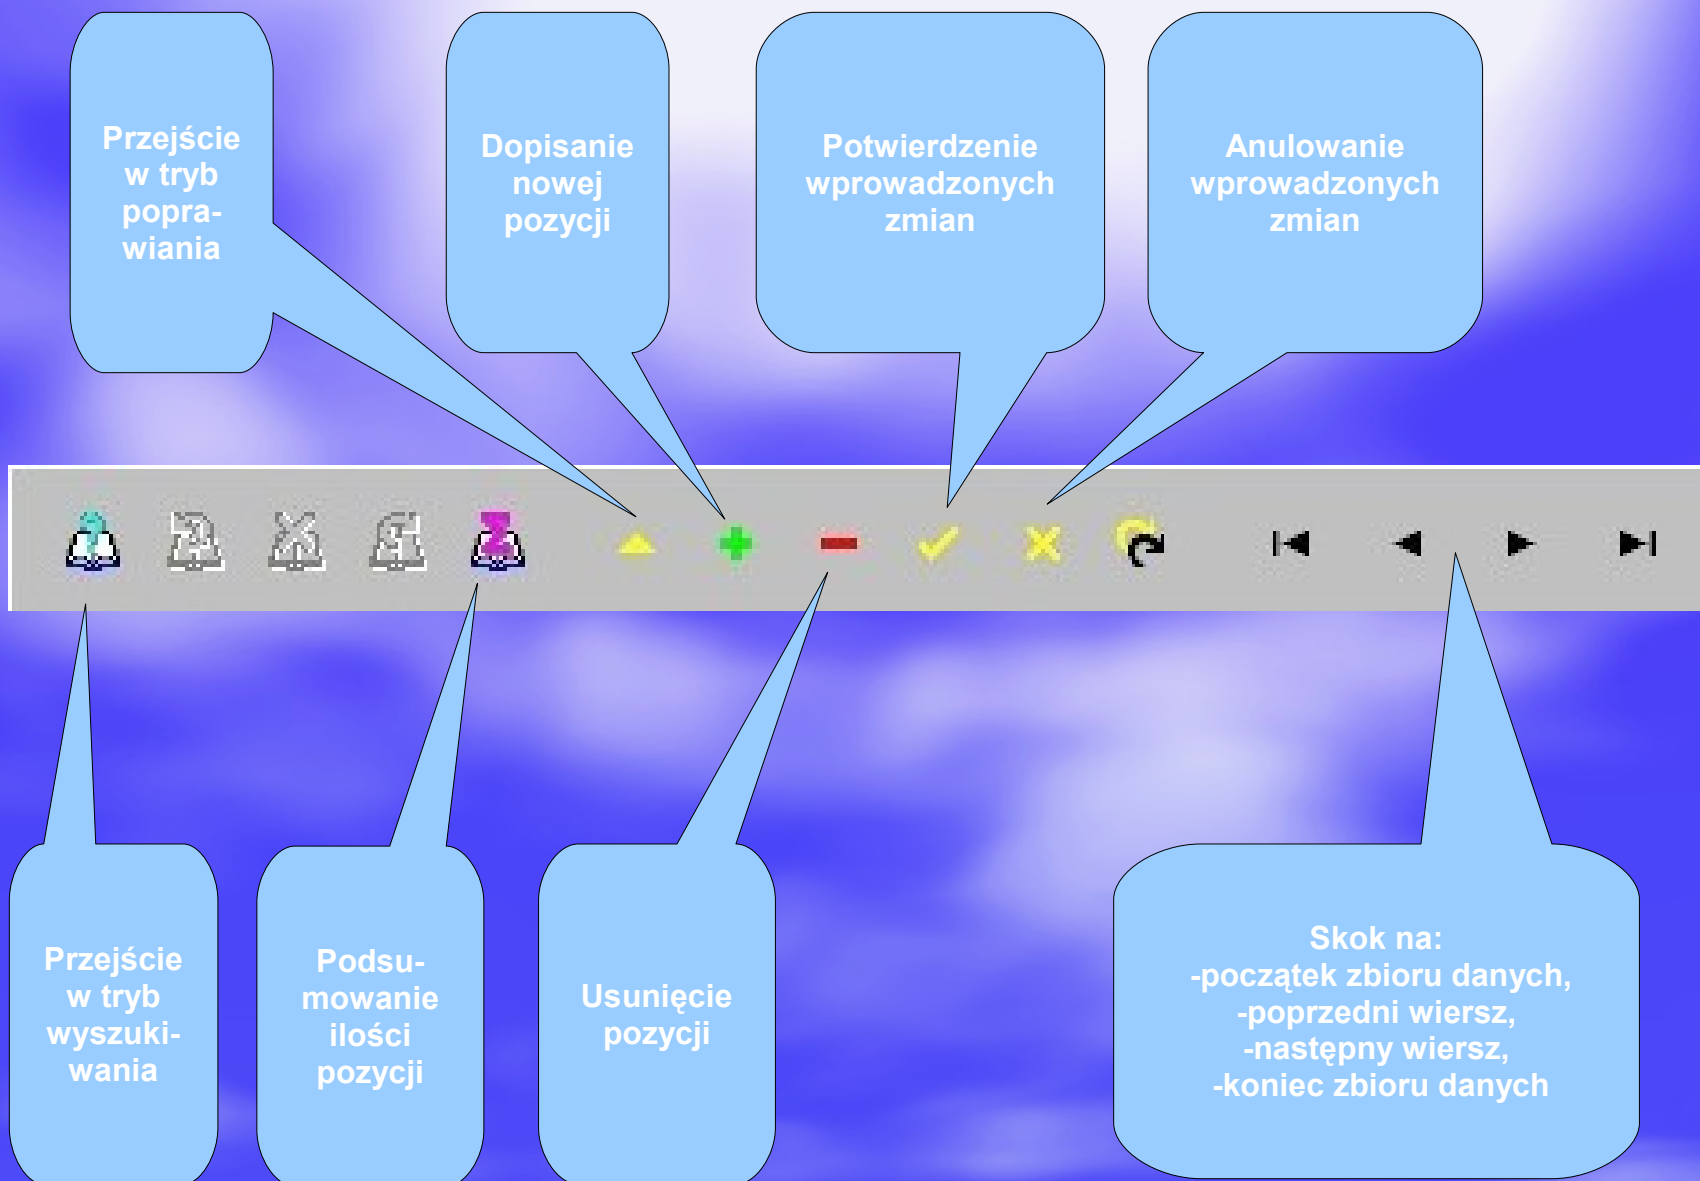 Przejście
w tryb
popra-
wiania
Dopisanie
nowej
pozycji
Potwierdzenie
wprowadzonych
zmian
Anulowanie
wprowadzonych
zmian
Przejście
w tryb
wyszuki-
wania
Podsu-
mowanie
ilości
pozycji
Usunięcie
pozycji
Skok na:
-początek zbioru danych,
-poprzedni wiersz,
-następny wiersz,
-koniec zbioru danych